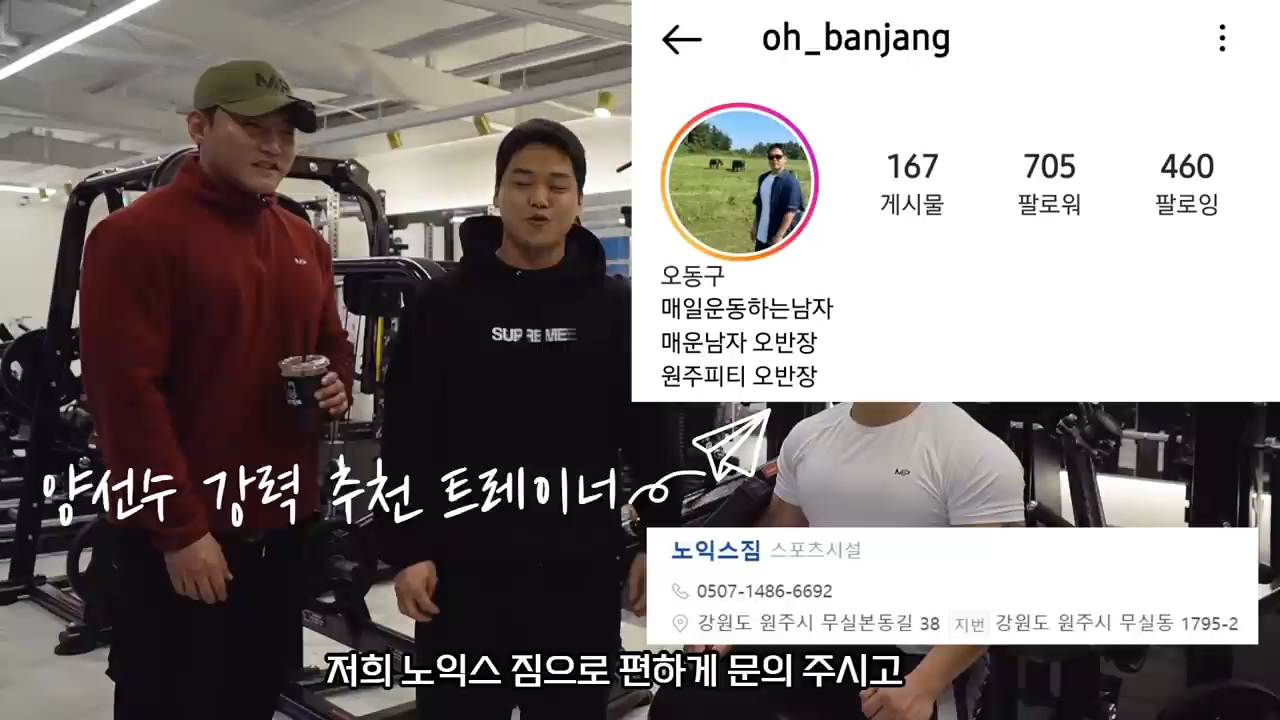 oh_banjang
167
705
460
게시물
팔로워
팔로잉
오동구
매일운동하는남자
매운남자 오반장
원주피티 오반장
MP
MP
SUPREME
MP
양선수 강력 추천 트레이너
노익스짐 스포츠시설
0507-1486-6692
강원도 원주시 무실본동길 38 지번 강원도 원주시 무실동 1795-2
저희 노익스 짐으로 편하게 문의 주시고